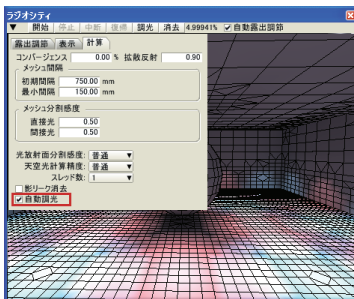 ラジオシティ
▼ 開始 停止 中断 復帰 調光 消去 4.99941% 自動露出調節
露出調節 表示 計算
コンバージェンス 0.00 % 拡散反射 0.90
メッシュ間隔
初期間隔 750.00 mm
最小間隔 150.00 mm
メッシュ分割感度
直接光 0.50
間接光 0.50
光放射面分割感度: 普通 ▼
天空光計算精度: 普通 ▼
スレッド数: 1 ▼
影リーク消去
自動調光